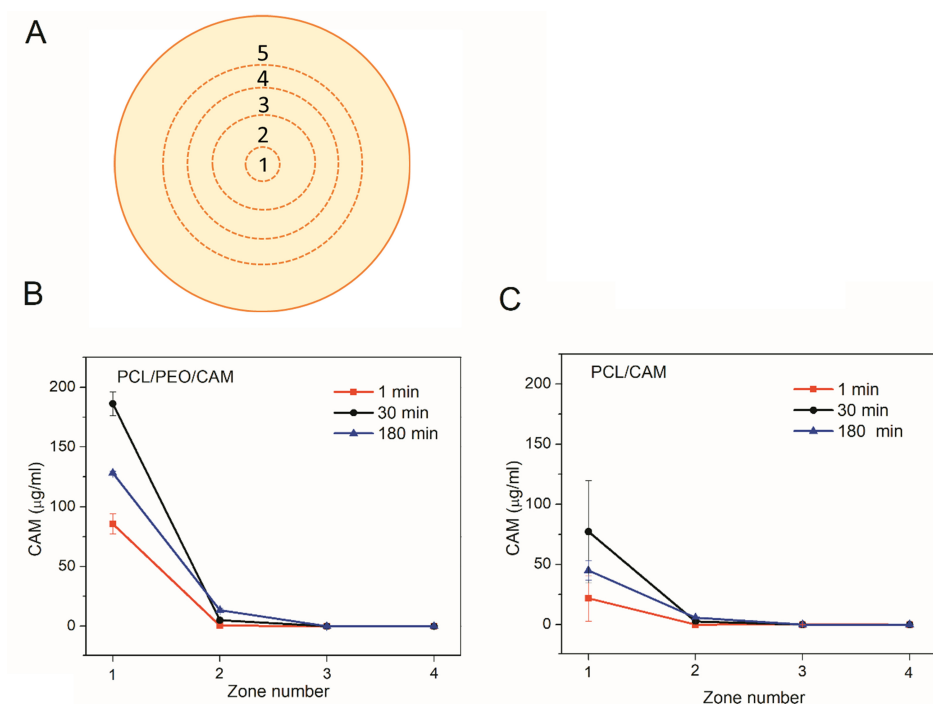 A
5
4
3
2
1
B
PCL/PEO/CAM
1 min
30 min
180 min
200
150
100
50
0
CAM (μg/ml)
1 2 3 4
Zone number
C
PCL/CAM
1 min
30 min
180 min
200
150
100
50
0
CAM (μg/ml)
1 2 3 4
Zone number